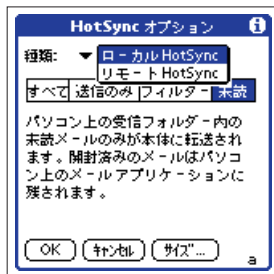 HotSync オプション
種類: ▼ ローカル HotSync
リモート HotSync
すべて 送信のみ フィルター 未読
パソコン上の受信フォルダー内の
未読メールのみが本体に転送され
ます。開封済みのメールはパソコ
ン上のメールアプリケーションに
残されます。
OK キャンセル サイズ...
a